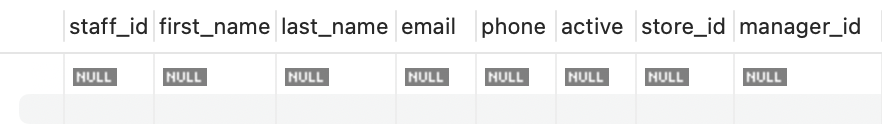 staff_id first_name last_name email phone active store_id manager_id
NULL NULL NULL NULL NULL NULL NULL NULL